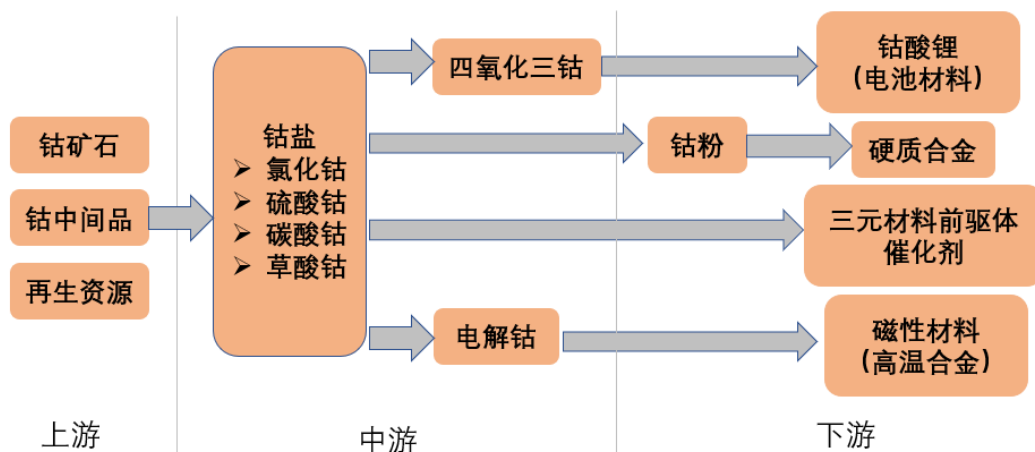 钴矿石
钴中间品
再生资源
钴盐
➢ 氯化钴
➢ 硫酸钴
➢ 碳酸钴
➢ 草酸钴
四氧化三钴
钴酸锂
(电池材料)
钴粉
硬质合金
三元材料前驱体
催化剂
电解钴
磁性材料
(高温合金)
上游
中游
下游